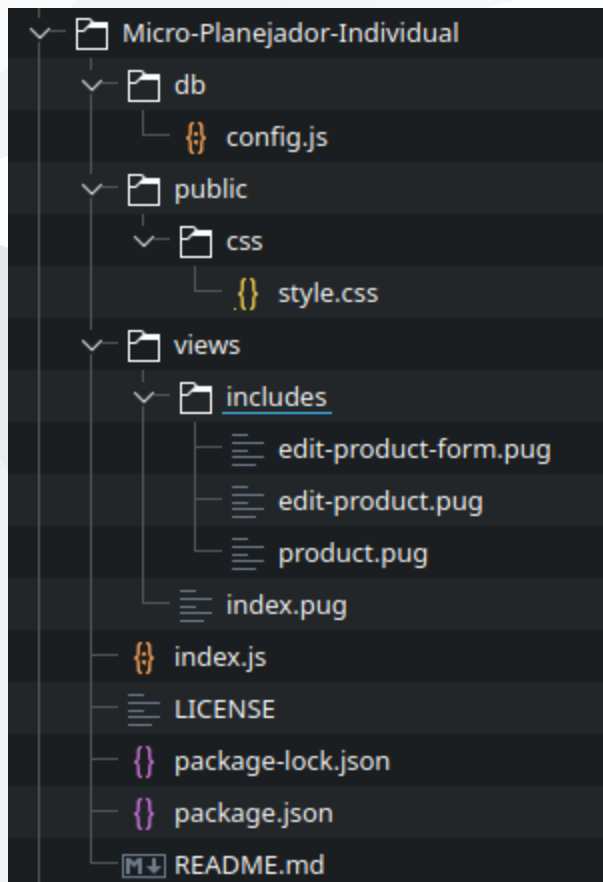 Micro-Planejador-Individual
db
{:} config.js
public
css
{} style.css
views
includes
edit-product-form.pug
edit-product.pug
product.pug
index.pug
{:} index.js
LICENSE
{} package-lock.json
{} package.json
M README.md